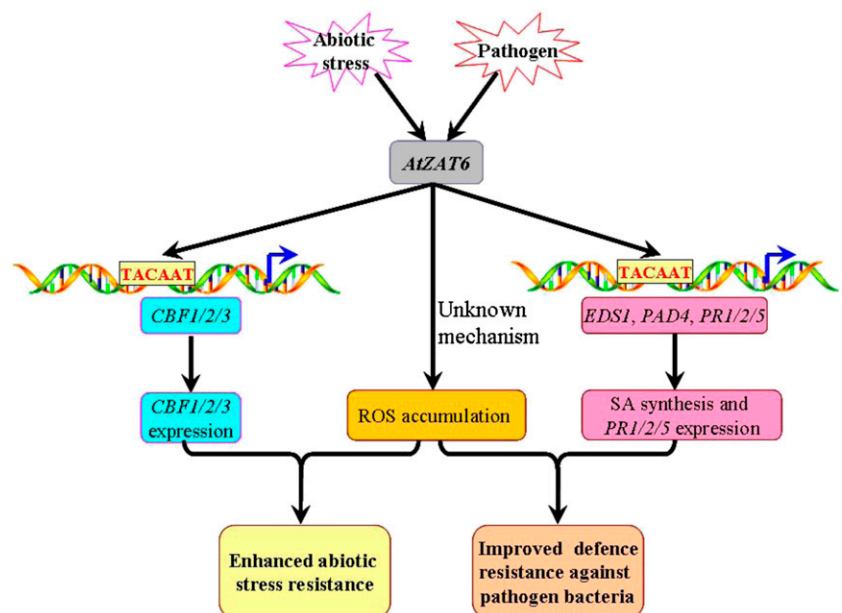 Abiotic
stress
Pathogen
AtZAT6
TACAAT
TACAAT
CBF1/2/3
Unknown
mechanism
EDS1, PAD4, PR1/2/5
CBF1/2/3
expression
ROS accumulation
SA synthesis and
PR1/2/5 expression
Enhanced abiotic
stress resistance
Improved defence
resistance against
pathogen bacteria